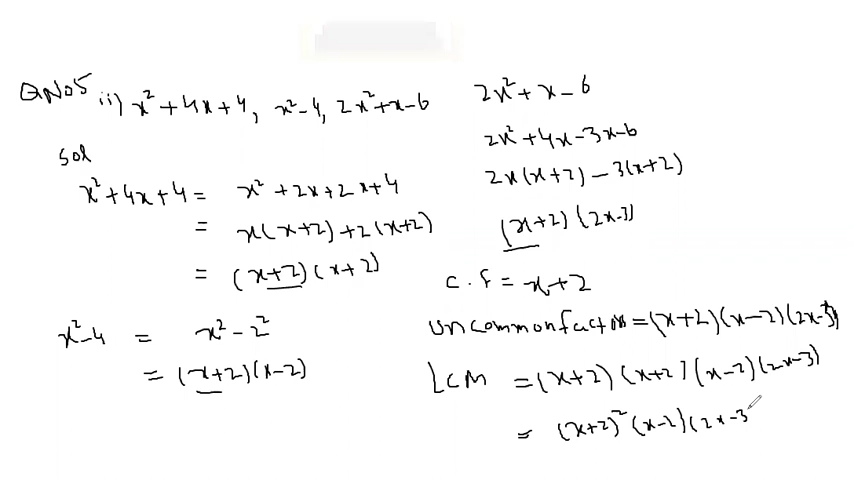 QNo5 ii) x²+4x+4, x²-4, 2x²+x-6
Sol
x²+4x+4 = x²+2x+2x+4
= x(x+2)+2(x+2)
= (x+2)(x+2)
x²-4 = x²-2²
= (x+2)(x-2)
2x²+x-6
2x²+4x-3x-6
2x(x+2)-3(x+2)
(x+2)(2x-3)
C.F = x+2
Uncommon factors = (x+2)(x-2)(2x-3)
LCM = (x+2)(x+2)(x-2)(2x-3)
= (x+2)²(x-2)(2x-3